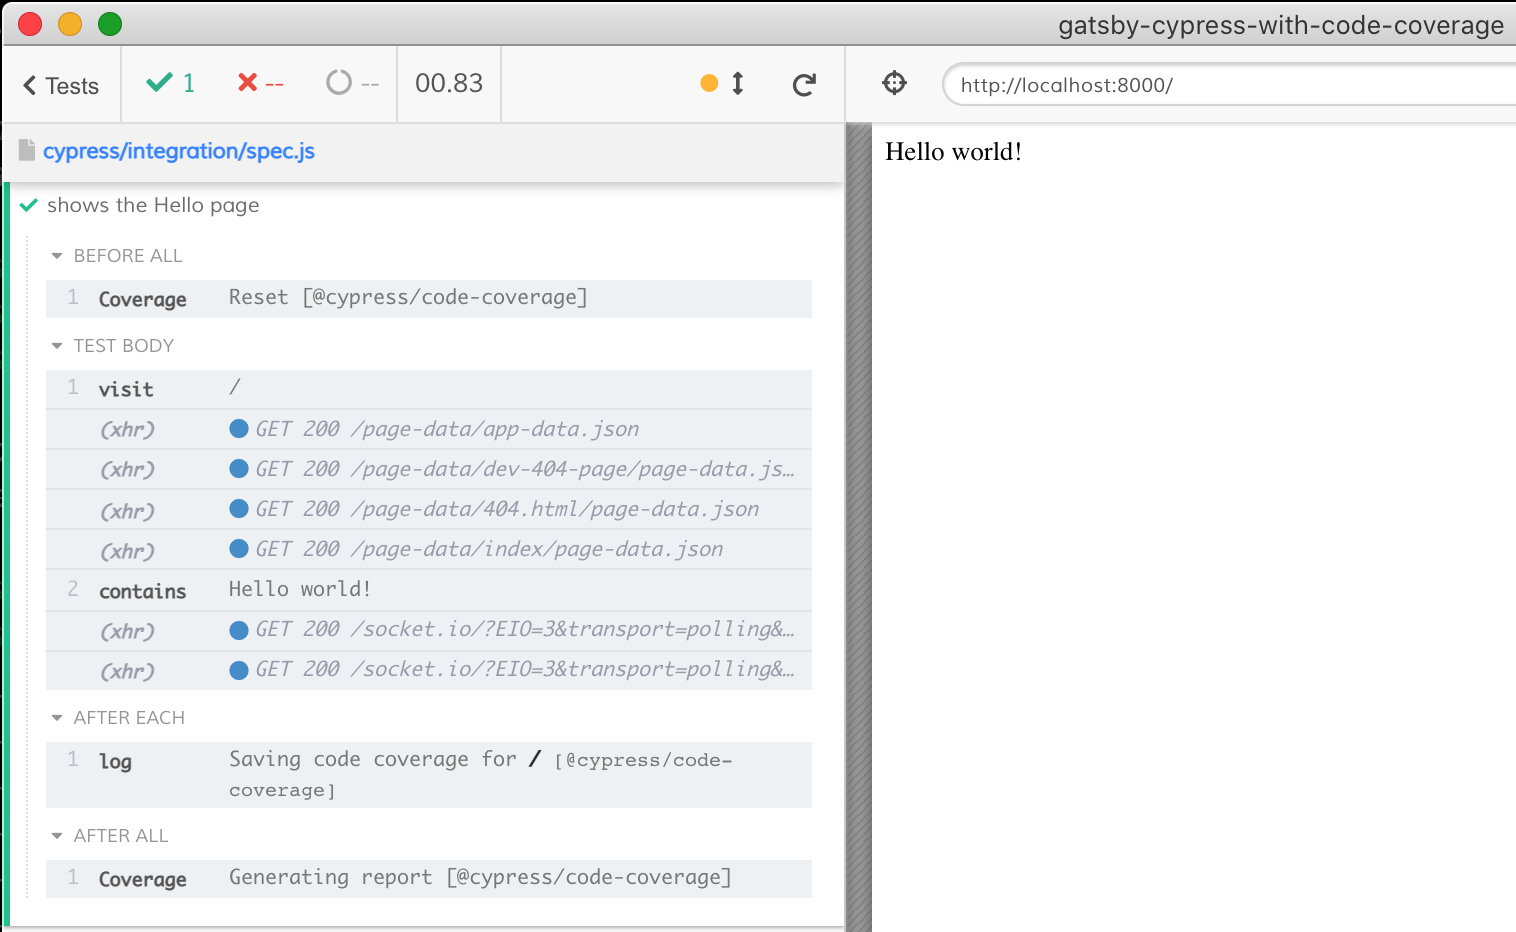 gatsby-cypress-with-code-coverage
Tests 1 -- -- 00.83 http://localhost:8000/
cypress/integration/spec.js
Hello world!
shows the Hello page
BEFORE ALL
1 Coverage Reset [@cypress/code-coverage]
TEST BODY
1 visit /
(xhr) GET 200 /page-data/app-data.json
(xhr) GET 200 /page-data/dev-404-page/page-data.js…
(xhr) GET 200 /page-data/404.html/page-data.json
(xhr) GET 200 /page-data/index/page-data.json
2 contains Hello world!
(xhr) GET 200 /socket.io/?EIO=3&transport=polling&…
(xhr) GET 200 /socket.io/?EIO=3&transport=polling&…
AFTER EACH
1 log Saving code coverage for / [@cypress/code-
coverage]
AFTER ALL
1 Coverage Generating report [@cypress/code-coverage]